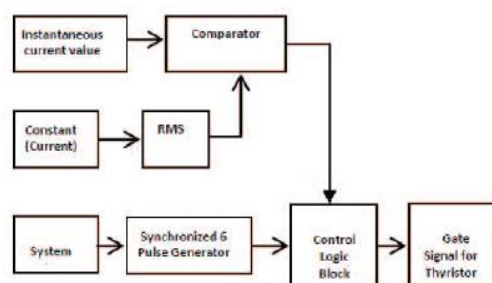 Instantaneous
current value
Comparator
Constant
(Current)
RMS
System
Synchronized 6
Pulse Generator
Control
Logic
Block
Gate
Signal for
Thyristor